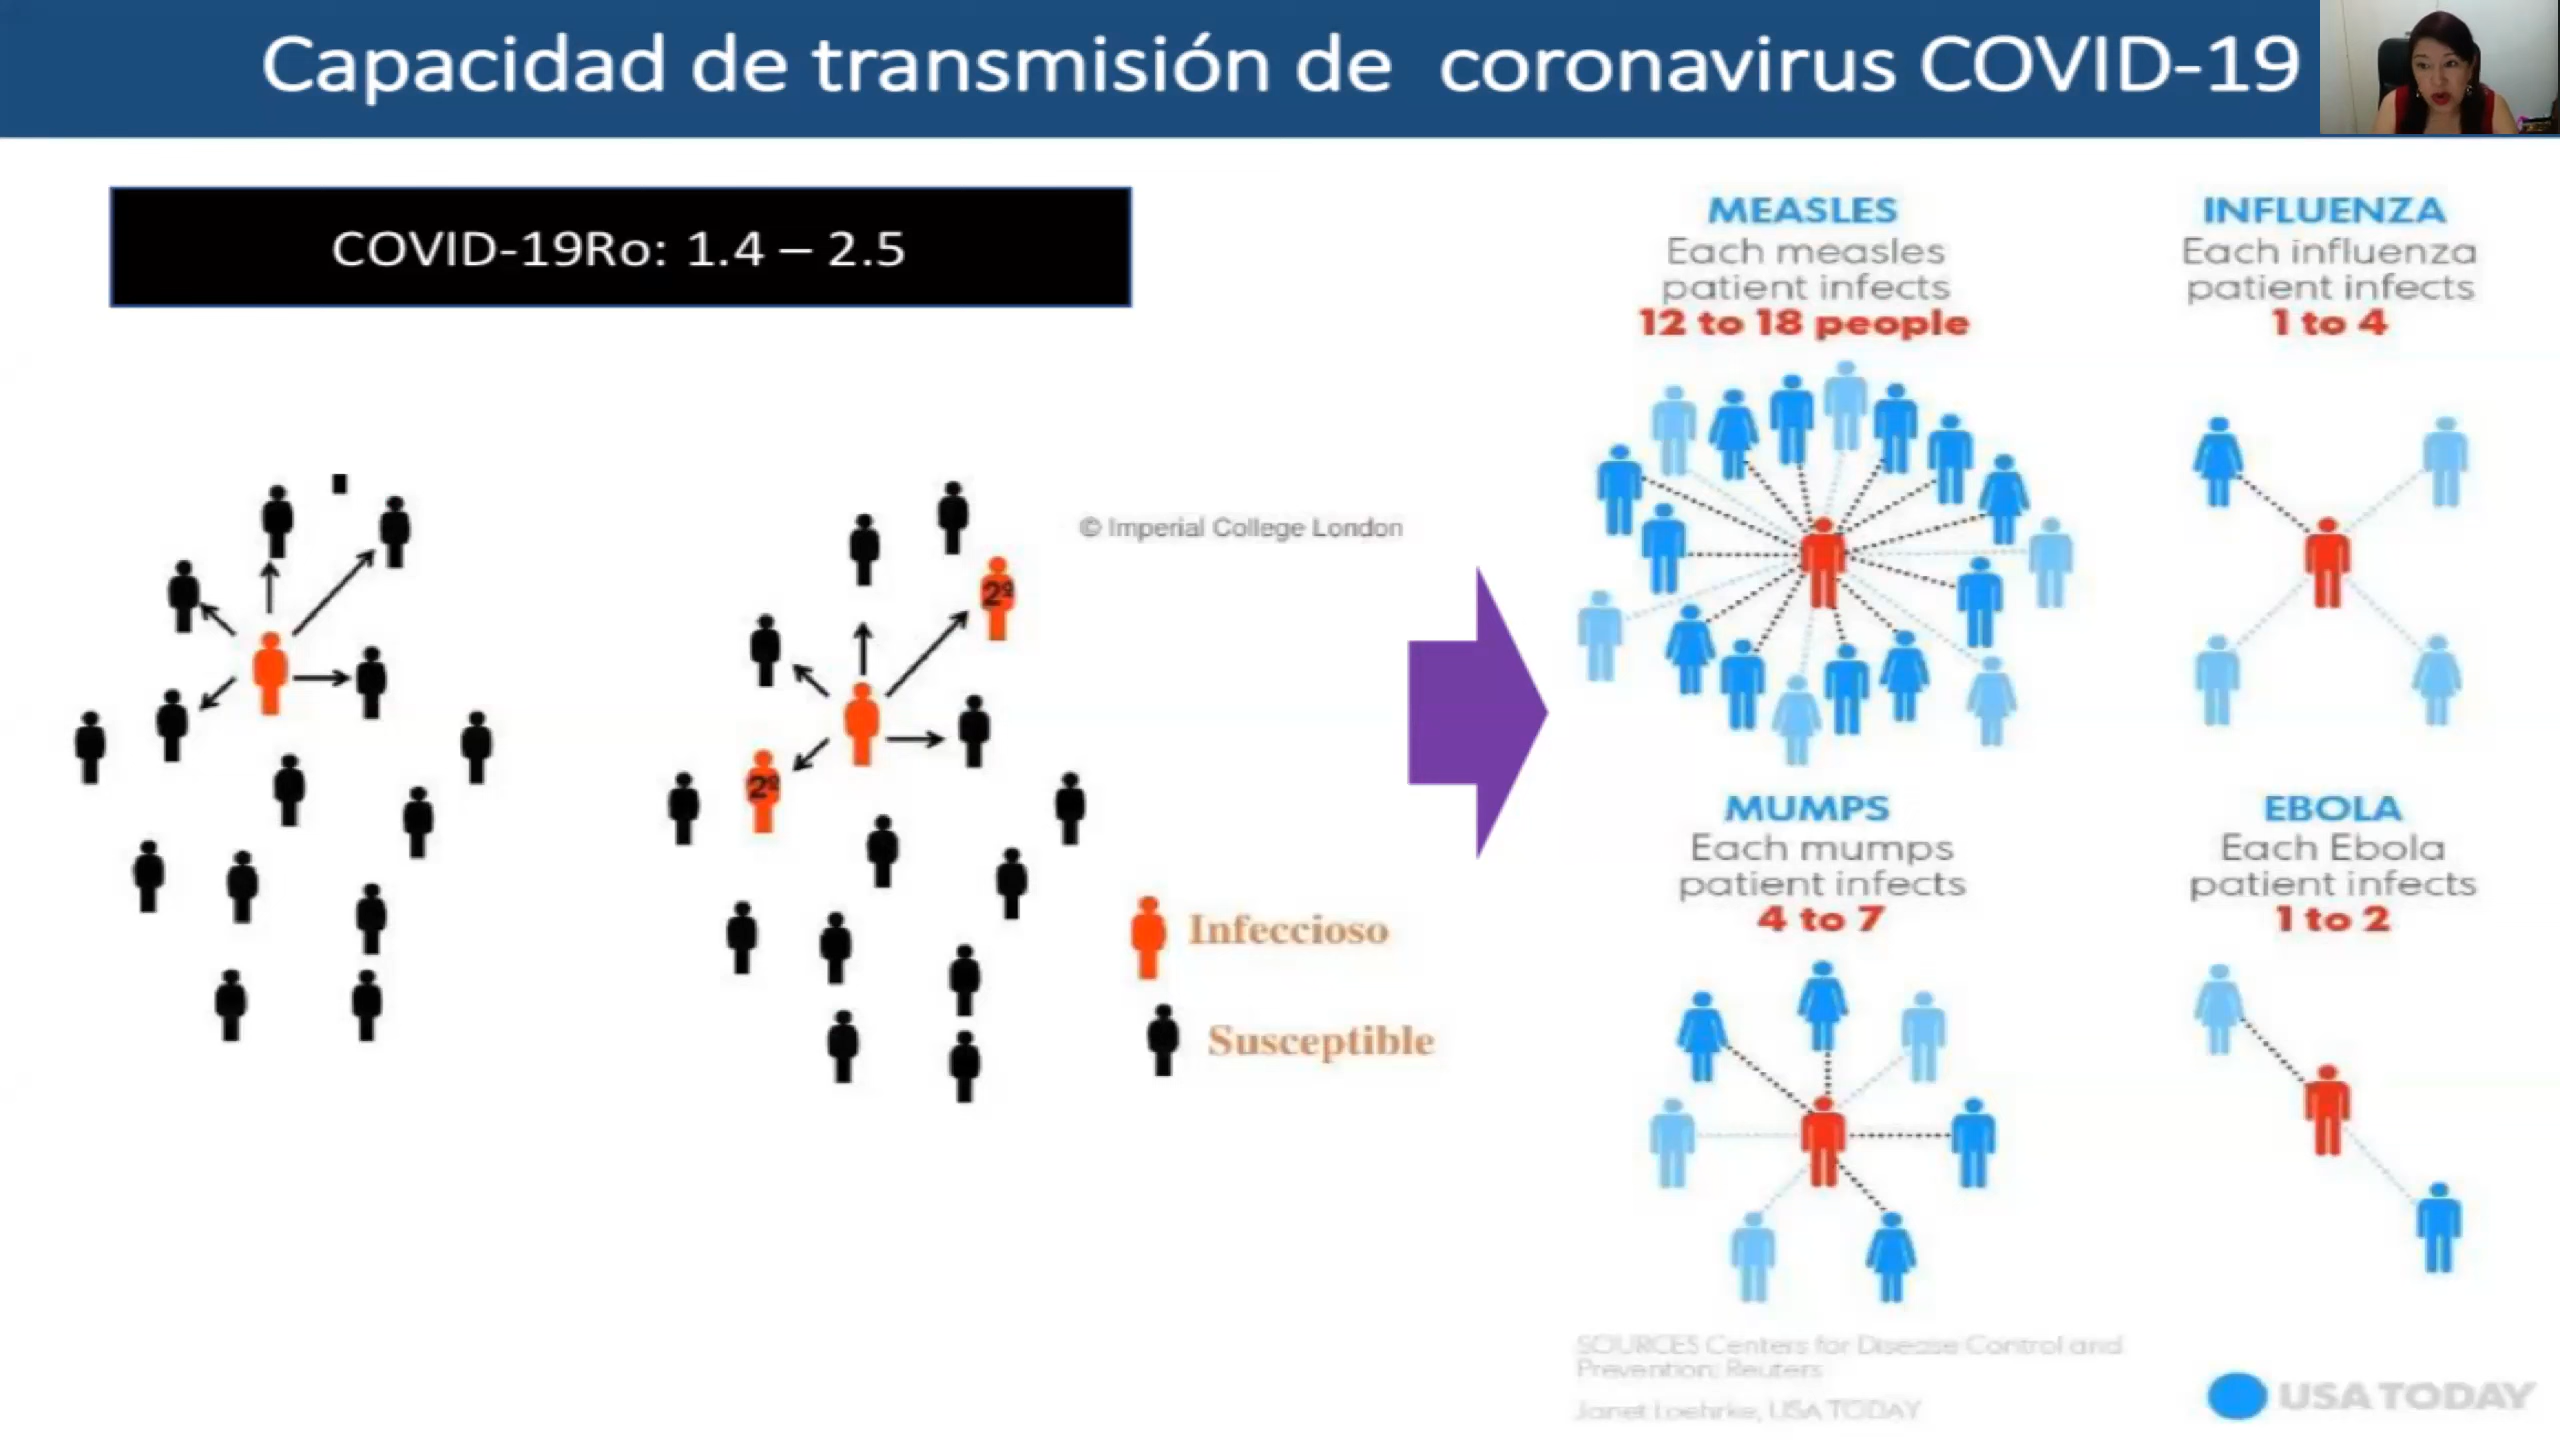 Capacidad de transmisión de coronavirus COVID-19
COVID-19Ro: 1.4 – 2.5
© Imperial College London
2º
2º
Infeccioso
Susceptible
MEASLES
Each measles
patient infects
12 to 18 people
INFLUENZA
Each influenza
patient infects
1 to 4
MUMPS
Each mumps
patient infects
4 to 7
EBOLA
Each Ebola
patient infects
1 to 2
SOURCES Centers for Disease Control and
Prevention; Reuters
Janet Loehrke, USA TODAY
USA TODAY